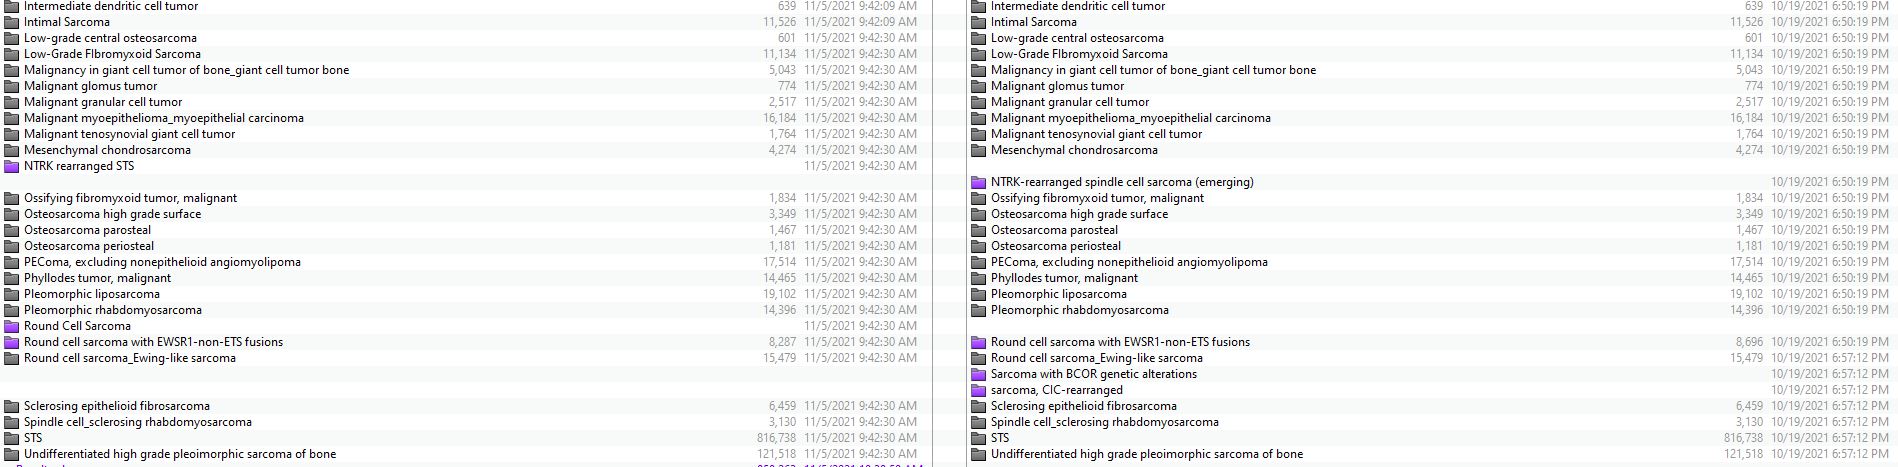 Intermediate dendritic cell tumor 639 11/5/2021 9:42:09 AM Intermediate dendritic cell tumor 639 10/19/2021 6:50:19 PM
Intimal Sarcoma 11,526 11/5/2021 9:42:09 AM Intimal Sarcoma 11,526 10/19/2021 6:50:19 PM
Low-grade central osteosarcoma 601 11/5/2021 9:42:30 AM Low-grade central osteosarcoma 601 10/19/2021 6:50:19 PM
Low-Grade FIbromyxoid Sarcoma 11,134 11/5/2021 9:42:30 AM Low-Grade FIbromyxoid Sarcoma 11,134 10/19/2021 6:50:19 PM
Malignancy in giant cell tumor of bone_giant cell tumor bone 5,043 11/5/2021 9:42:30 AM Malignancy in giant cell tumor of bone_giant cell tumor bone 5,043 10/19/2021 6:50:19 PM
Malignant glomus tumor 774 11/5/2021 9:42:30 AM Malignant glomus tumor 774 10/19/2021 6:50:19 PM
Malignant granular cell tumor 2,517 11/5/2021 9:42:30 AM Malignant granular cell tumor 2,517 10/19/2021 6:50:19 PM
Malignant myoepithelioma_myoepithelial carcinoma 16,184 11/5/2021 9:42:30 AM Malignant myoepithelioma_myoepithelial carcinoma 16,184 10/19/2021 6:50:19 PM
Malignant tenosynovial giant cell tumor 1,764 11/5/2021 9:42:30 AM Malignant tenosynovial giant cell tumor 1,764 10/19/2021 6:50:19 PM
Mesenchymal chondrosarcoma 4,274 11/5/2021 9:42:30 AM Mesenchymal chondrosarcoma 4,274 10/19/2021 6:50:19 PM
NTRK rearranged STS 11/5/2021 9:42:30 AM
NTRK-rearranged spindle cell sarcoma (emerging) 10/19/2021 6:50:19 PM
Ossifying fibromyxoid tumor, malignant 1,834 11/5/2021 9:42:30 AM Ossifying fibromyxoid tumor, malignant 1,834 10/19/2021 6:50:19 PM
Osteosarcoma high grade surface 3,349 11/5/2021 9:42:30 AM Osteosarcoma high grade surface 3,349 10/19/2021 6:50:19 PM
Osteosarcoma parosteal 1,467 11/5/2021 9:42:30 AM Osteosarcoma parosteal 1,467 10/19/2021 6:50:19 PM
Osteosarcoma periosteal 1,181 11/5/2021 9:42:30 AM Osteosarcoma periosteal 1,181 10/19/2021 6:50:19 PM
PEComa, excluding nonepithelioid angiomyolipoma 17,514 11/5/2021 9:42:30 AM PEComa, excluding nonepithelioid angiomyolipoma 17,514 10/19/2021 6:50:19 PM
Phyllodes tumor, malignant 14,465 11/5/2021 9:42:30 AM Phyllodes tumor, malignant 14,465 10/19/2021 6:50:19 PM
Pleomorphic liposarcoma 19,102 11/5/2021 9:42:30 AM Pleomorphic liposarcoma 19,102 10/19/2021 6:50:19 PM
Pleomorphic rhabdomyosarcoma 14,396 11/5/2021 9:42:30 AM Pleomorphic rhabdomyosarcoma 14,396 10/19/2021 6:50:19 PM
Round Cell Sarcoma 11/5/2021 9:42:30 AM
Round cell sarcoma with EWSR1-non-ETS fusions 8,287 11/5/2021 9:42:30 AM Round cell sarcoma with EWSR1-non-ETS fusions 8,696 10/19/2021 6:50:19 PM
Round cell sarcoma_Ewing-like sarcoma 15,479 11/5/2021 9:42:30 AM Round cell sarcoma_Ewing-like sarcoma 15,479 10/19/2021 6:57:12 PM
Sarcoma with BCOR genetic alterations 10/19/2021 6:57:12 PM
sarcoma, CIC-rearranged 10/19/2021 6:57:12 PM
Sclerosing epithelioid fibrosarcoma 6,459 11/5/2021 9:42:30 AM Sclerosing epithelioid fibrosarcoma 6,459 10/19/2021 6:57:12 PM
Spindle cell_sclerosing rhabdomyosarcoma 3,130 11/5/2021 9:42:30 AM Spindle cell_sclerosing rhabdomyosarcoma 3,130 10/19/2021 6:57:12 PM
STS 816,738 11/5/2021 9:42:30 AM STS 816,738 10/19/2021 6:57:12 PM
Undifferentiated high grade pleoimorphic sarcoma of bone 121,518 11/5/2021 9:42:30 AM Undifferentiated high grade pleoimorphic sarcoma of bone 121,518 10/19/2021 6:57:12 PM